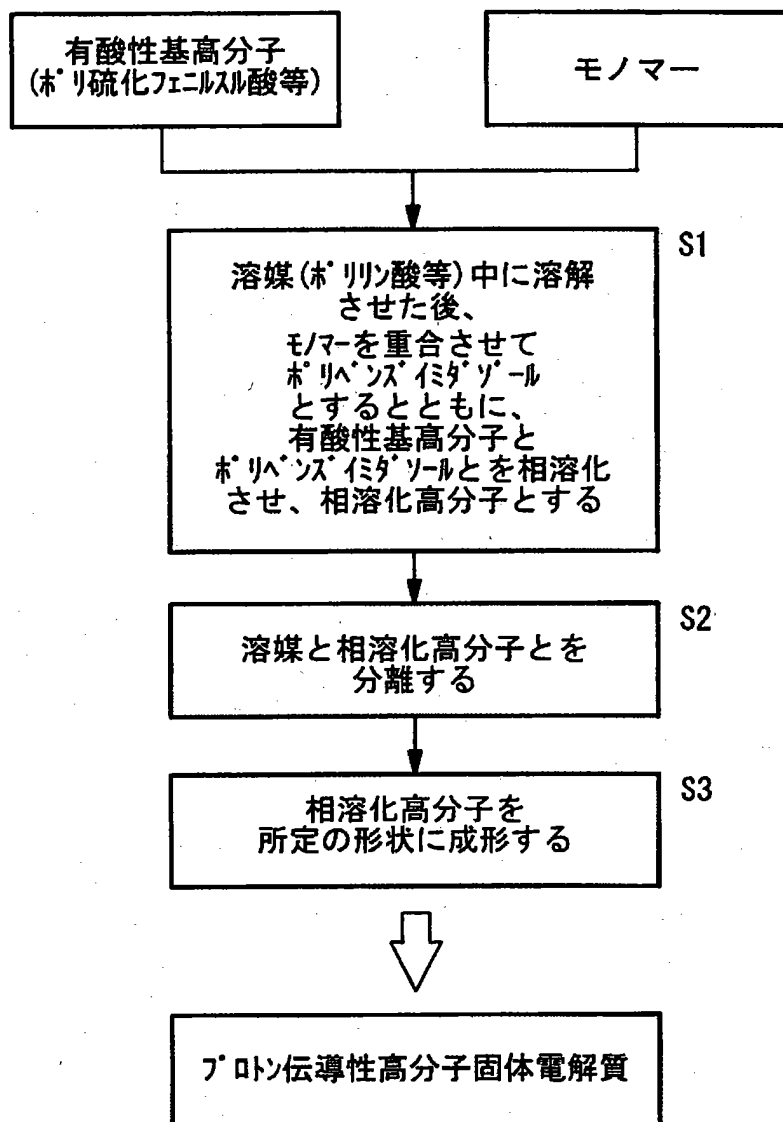 有酸性基高分子
(ﾎﾟﾘ硫化ﾌｪﾆﾙｽﾙ酸等)
モノマー
S1
溶媒(ﾎﾟﾘﾘﾝ酸等)中に溶解
させた後、
ﾓﾉﾏｰを重合させて
ﾎﾟﾘﾍﾞﾝｽﾞｲﾐﾀﾞｿﾞｰﾙ
とするとともに、
有酸性基高分子と
ﾎﾟﾘﾍﾞﾝｽﾞｲﾐﾀﾞｿﾞｰﾙとを相溶化
させ、相溶化高分子とする
S2
溶媒と相溶化高分子とを
分離する
S3
相溶化高分子を
所定の形状に成形する
ﾌﾟﾛﾄﾝ伝導性高分子固体電解質